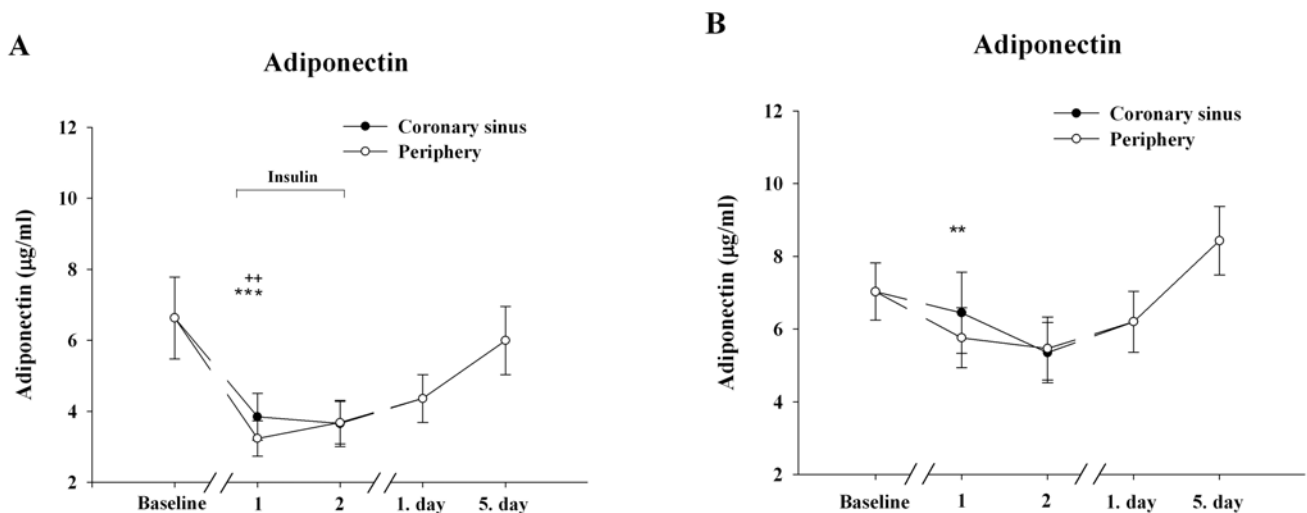 A
Adiponectin
Coronary sinus
Periphery
Insulin
++
***
Adiponectin (µg/ml)
12
10
8
6
4
2
Baseline
1
2
1. day
5. day
B
Adiponectin
Coronary sinus
Periphery
**
Adiponectin (µg/ml)
12
10
8
6
4
2
Baseline
1
2
1. day
5. day